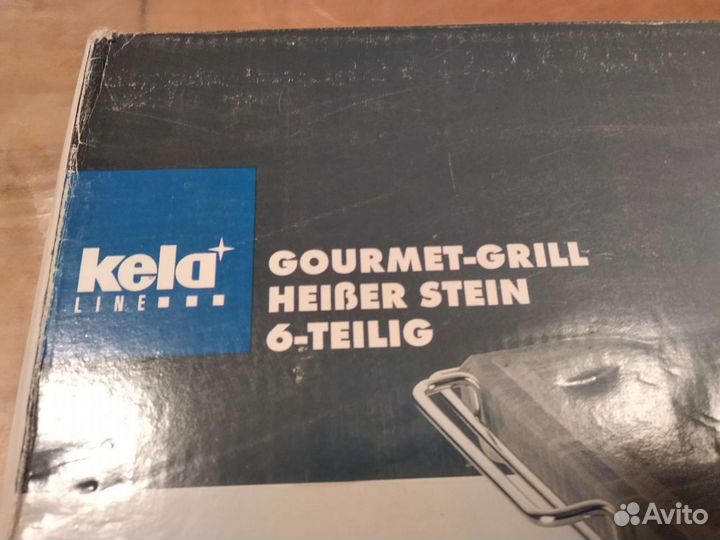 kela
LINE
GOURMET-GRILL
HEIßER STEIN
6-TEILIG
Avito